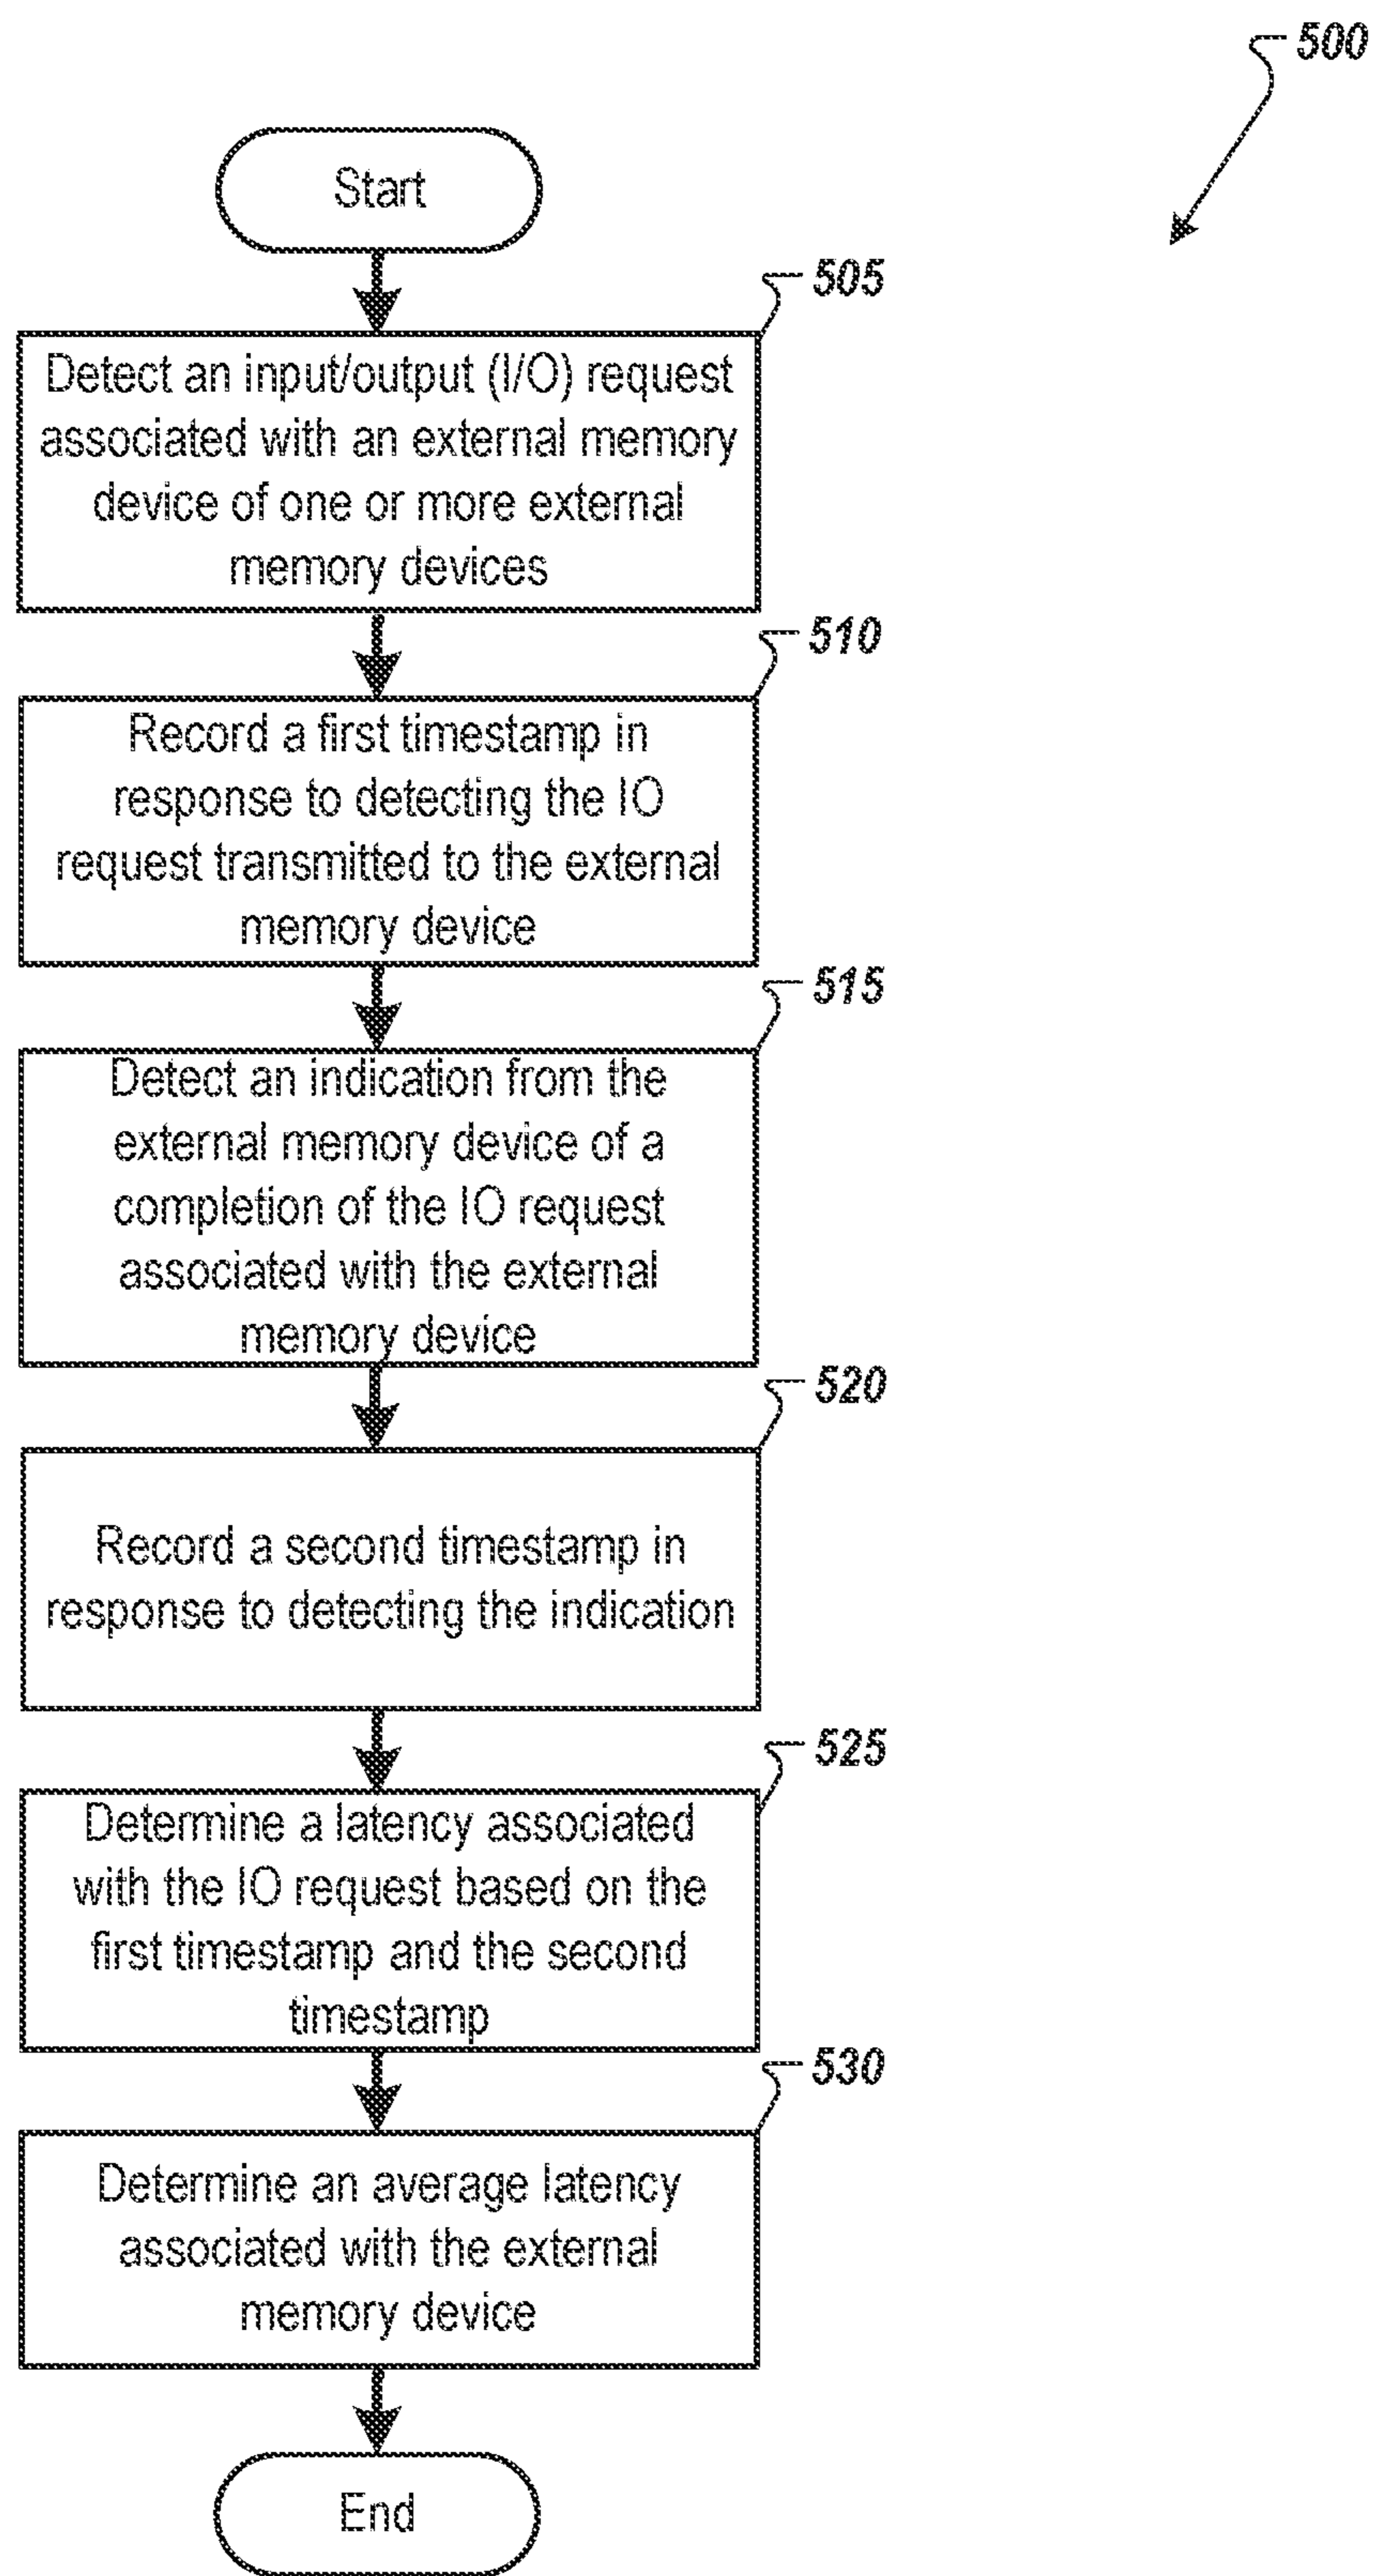 500
Start
505
Detect an input/output (I/O) request
associated with an external memory
device of one or more external
memory devices
510
Record a first timestamp in
response to detecting the IO
request transmitted to the external
memory device
515
Detect an indication from the
external memory device of a
completion of the IO request
associated with the external
memory device
520
Record a second timestamp in
response to detecting the indication
525
Determine a latency associated
with the IO request based on the
first timestamp and the second
timestamp
530
Determine an average latency
associated with the external
memory device
End